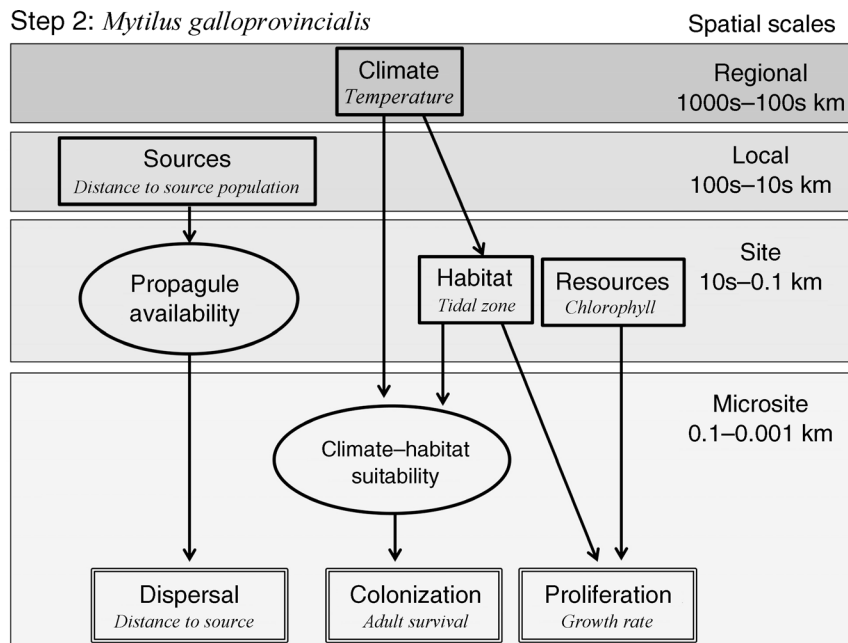 Step 2: Mytilus galloprovincialis
Spatial scales
Climate
Temperature
Regional
1000s–100s km
Sources
Distance to source population
Local
100s–10s km
Propagule
availability
Habitat
Tidal zone
Resources
Chlorophyll
Site
10s–0.1 km
Microsite
0.1–0.001 km
Climate–habitat
suitability
Dispersal
Distance to source
Colonization
Adult survival
Proliferation
Growth rate